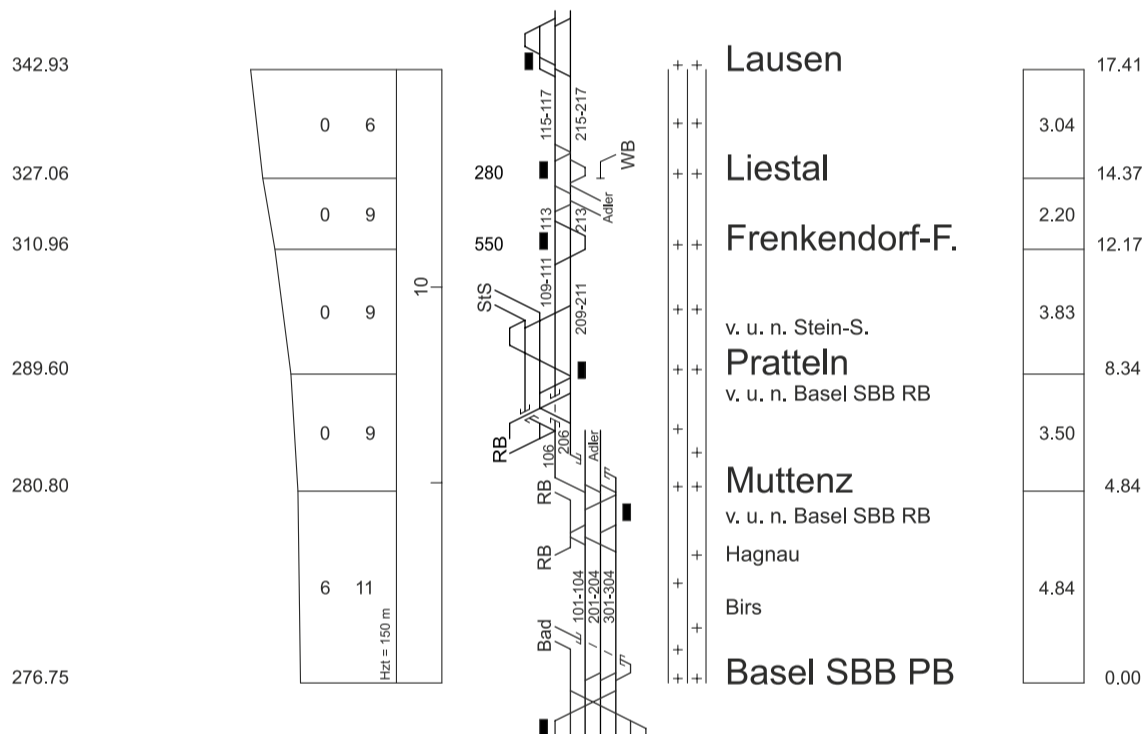 342.93 Lausen 17.41
115-117 215-217
0 6 3.04
WB
327.06 280 Liestal 14.37
Adler
0 9 113 213 2.20
310.96 550 Frenkendorf-F. 12.17
109-111 209-211
10
StS
0 9 3.83
v. u. n. Stein-S.
289.60 Pratteln 8.34
v. u. n. Basel SBB RB
0 9 3.50
RB 106 206 Adler
280.80 Muttenz 4.84
RB
v. u. n. Basel SBB RB
RB
Hagnau
6 11 101-104 201-204 301-304 4.84
Birs
Hzt = 150 m
Bad
276.75 Basel SBB PB 0.00